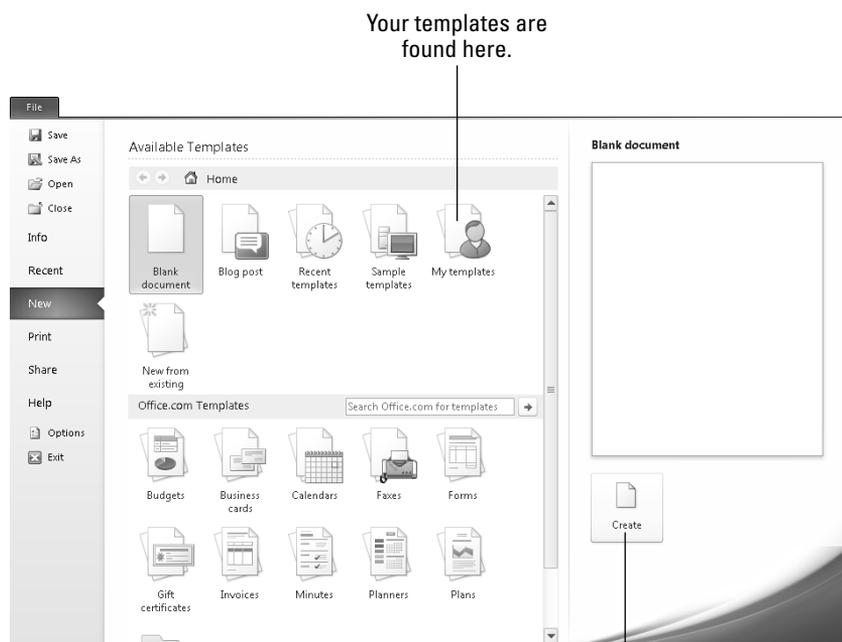 Your templates are
found here.
File
Save
Save As
Open
Close
Info
Recent
New
Print
Share
Help
Options
Exit
Available Templates
Home
Blank
document
Blog post
Recent
templates
Sample
templates
My templates
New from
existing
Office.com Templates
Search Office.com for templates
Budgets
Business
cards
Calendars
Faxes
Forms
Gift
certificates
Invoices
Minutes
Planners
Plans
Blank document
Create